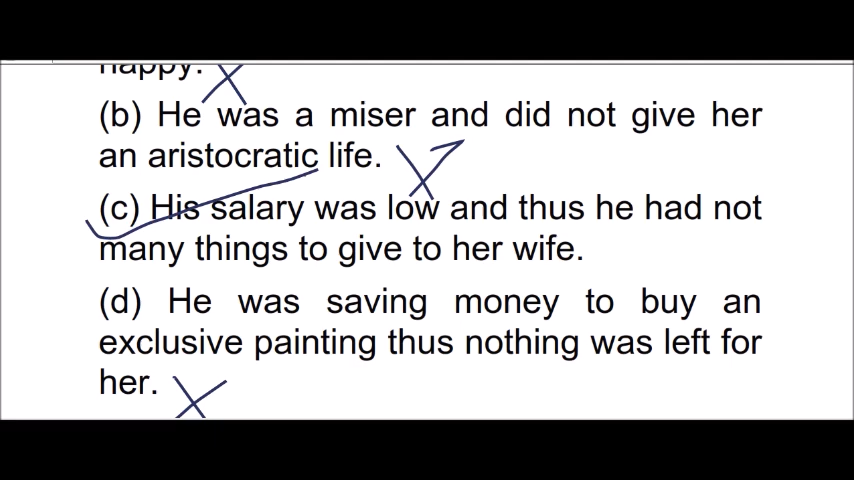 happy.
(b) He was a miser and did not give her
an aristocratic life.
(c) His salary was low and thus he had not
many things to give to her wife.
(d) He was saving money to buy an
exclusive painting thus nothing was left for
her.